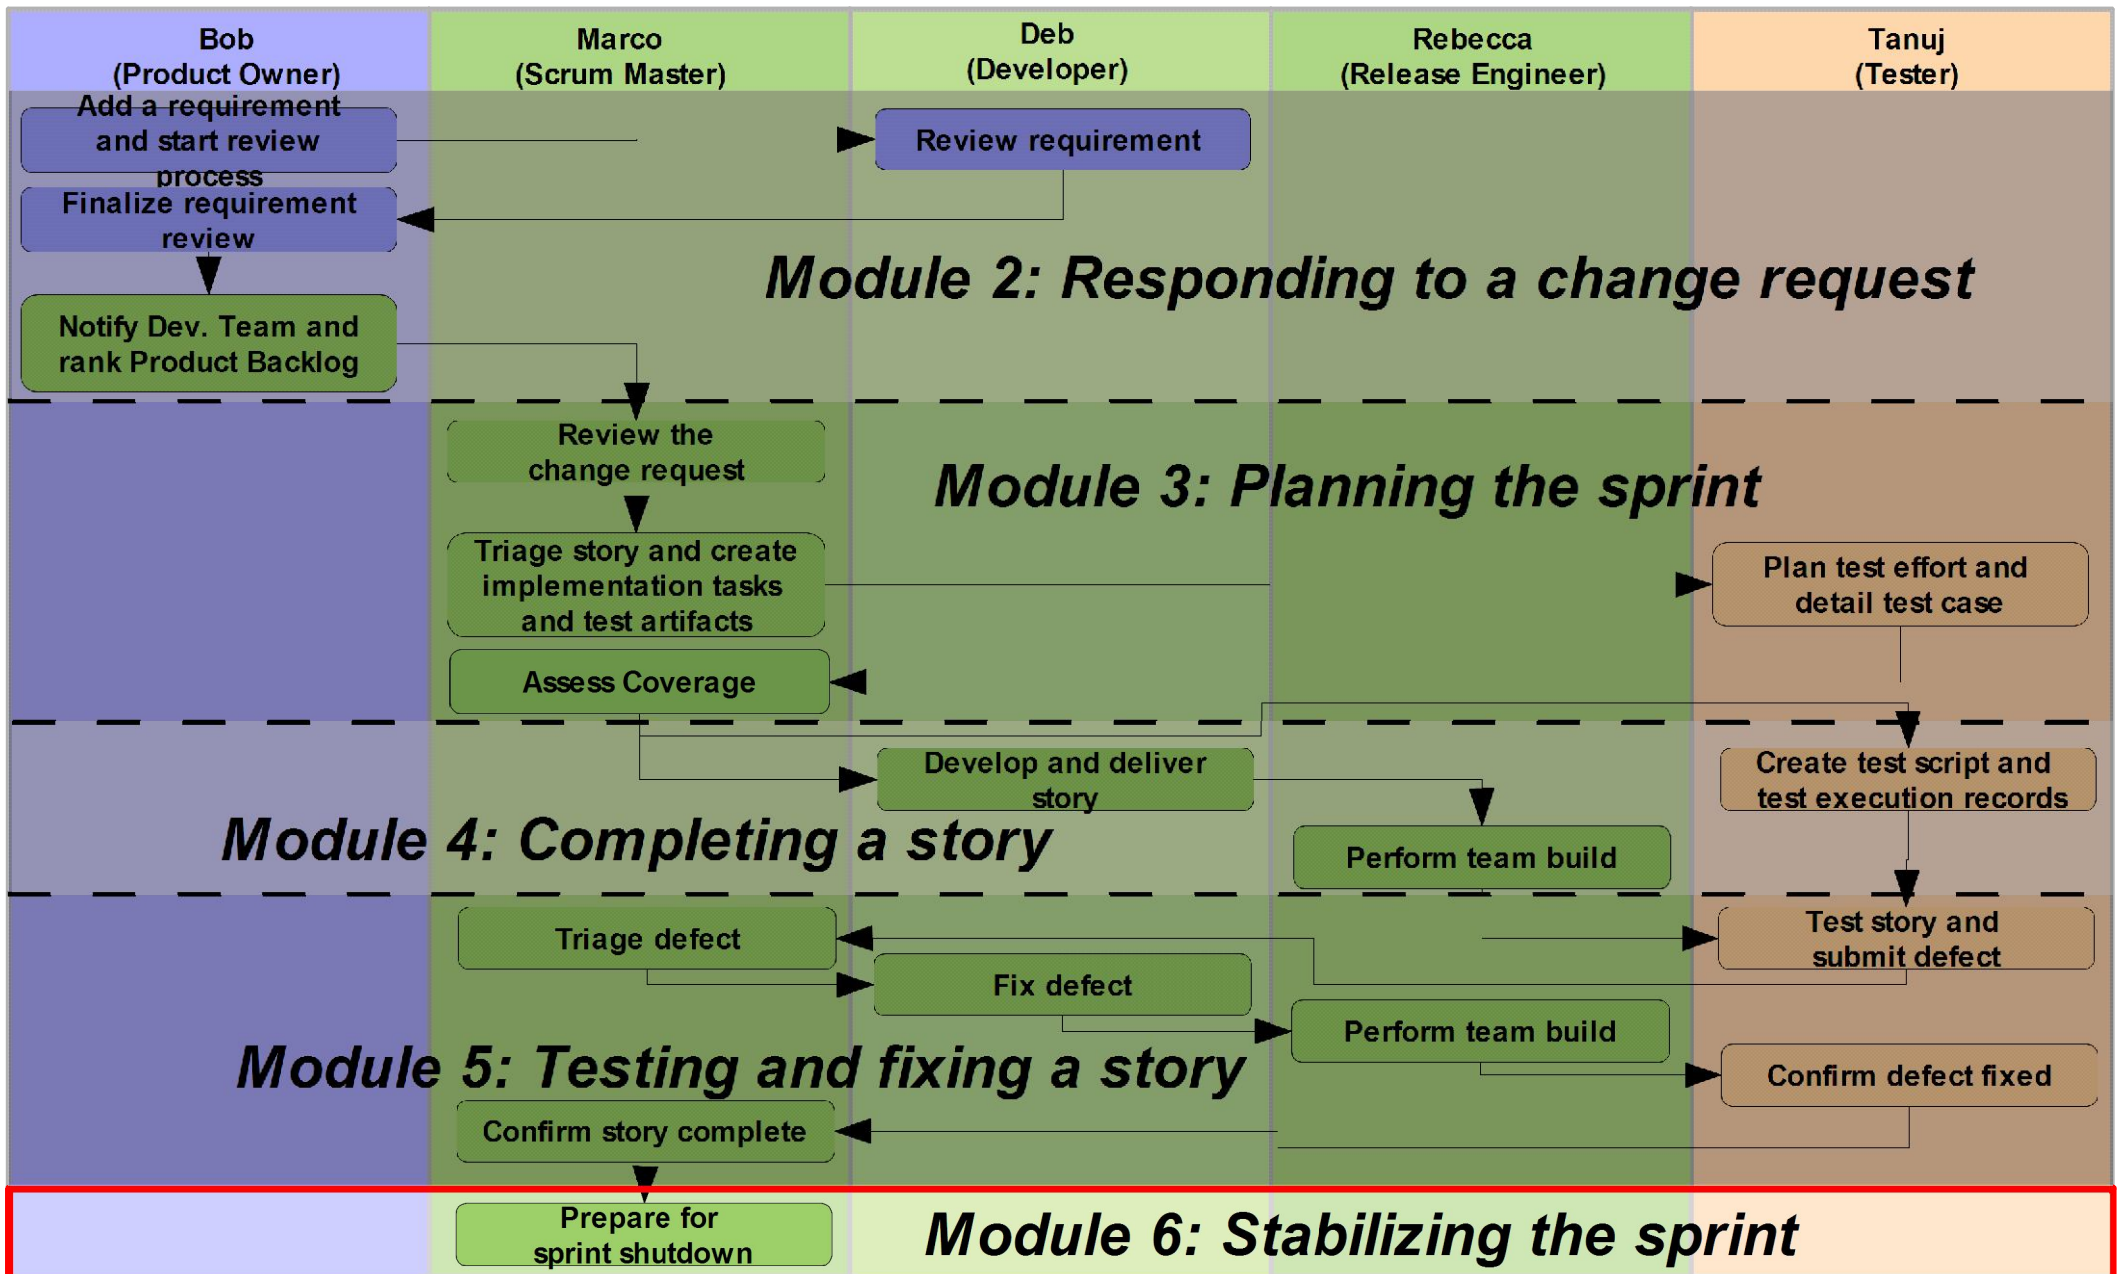 Bob
(Product Owner)
Marco
(Scrum Master)
Deb
(Developer)
Rebecca
(Release Engineer)
Tanuj
(Tester)
Add a requirement
and start review
process
Review requirement
Finalize requirement
review
Module 2: Responding to a change request
Notify Dev. Team and
rank Product Backlog
Review the
change request
Module 3: Planning the sprint
Triage story and create
implementation tasks
and test artifacts
Plan test effort and
detail test case
Assess Coverage
Develop and deliver
story
Create test script and
test execution records
Module 4: Completing a story
Perform team build
Triage defect
Test story and
submit defect
Fix defect
Perform team build
Module 5: Testing and fixing a story
Confirm defect fixed
Confirm story complete
Prepare for
sprint shutdown
Module 6: Stabilizing the sprint